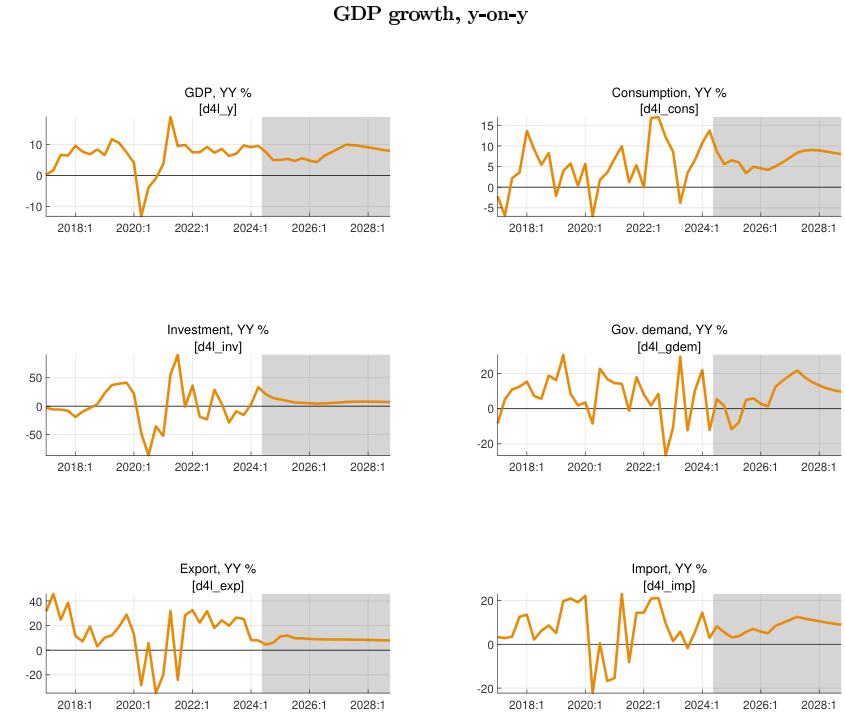 GDP growth, y-on-y
GDP, YY %
[d4l_y]
10
0
-10
2018:1 2020:1 2022:1 2024:1 2026:1 2028:1
Consumption, YY %
[d4l_cons]
15
10
5
0
-5
2018:1 2020:1 2022:1 2024:1 2026:1 2028:1
Investment, YY %
[d4l_inv]
50
0
-50
2018:1 2020:1 2022:1 2024:1 2026:1 2028:1
Gov. demand, YY %
[d4l_gdem]
20
0
-20
2018:1 2020:1 2022:1 2024:1 2026:1 2028:1
Export, YY %
[d4l_exp]
40
20
0
-20
2018:1 2020:1 2022:1 2024:1 2026:1 2028:1
Import, YY %
[d4l_imp]
20
0
-20
2018:1 2020:1 2022:1 2024:1 2026:1 2028:1